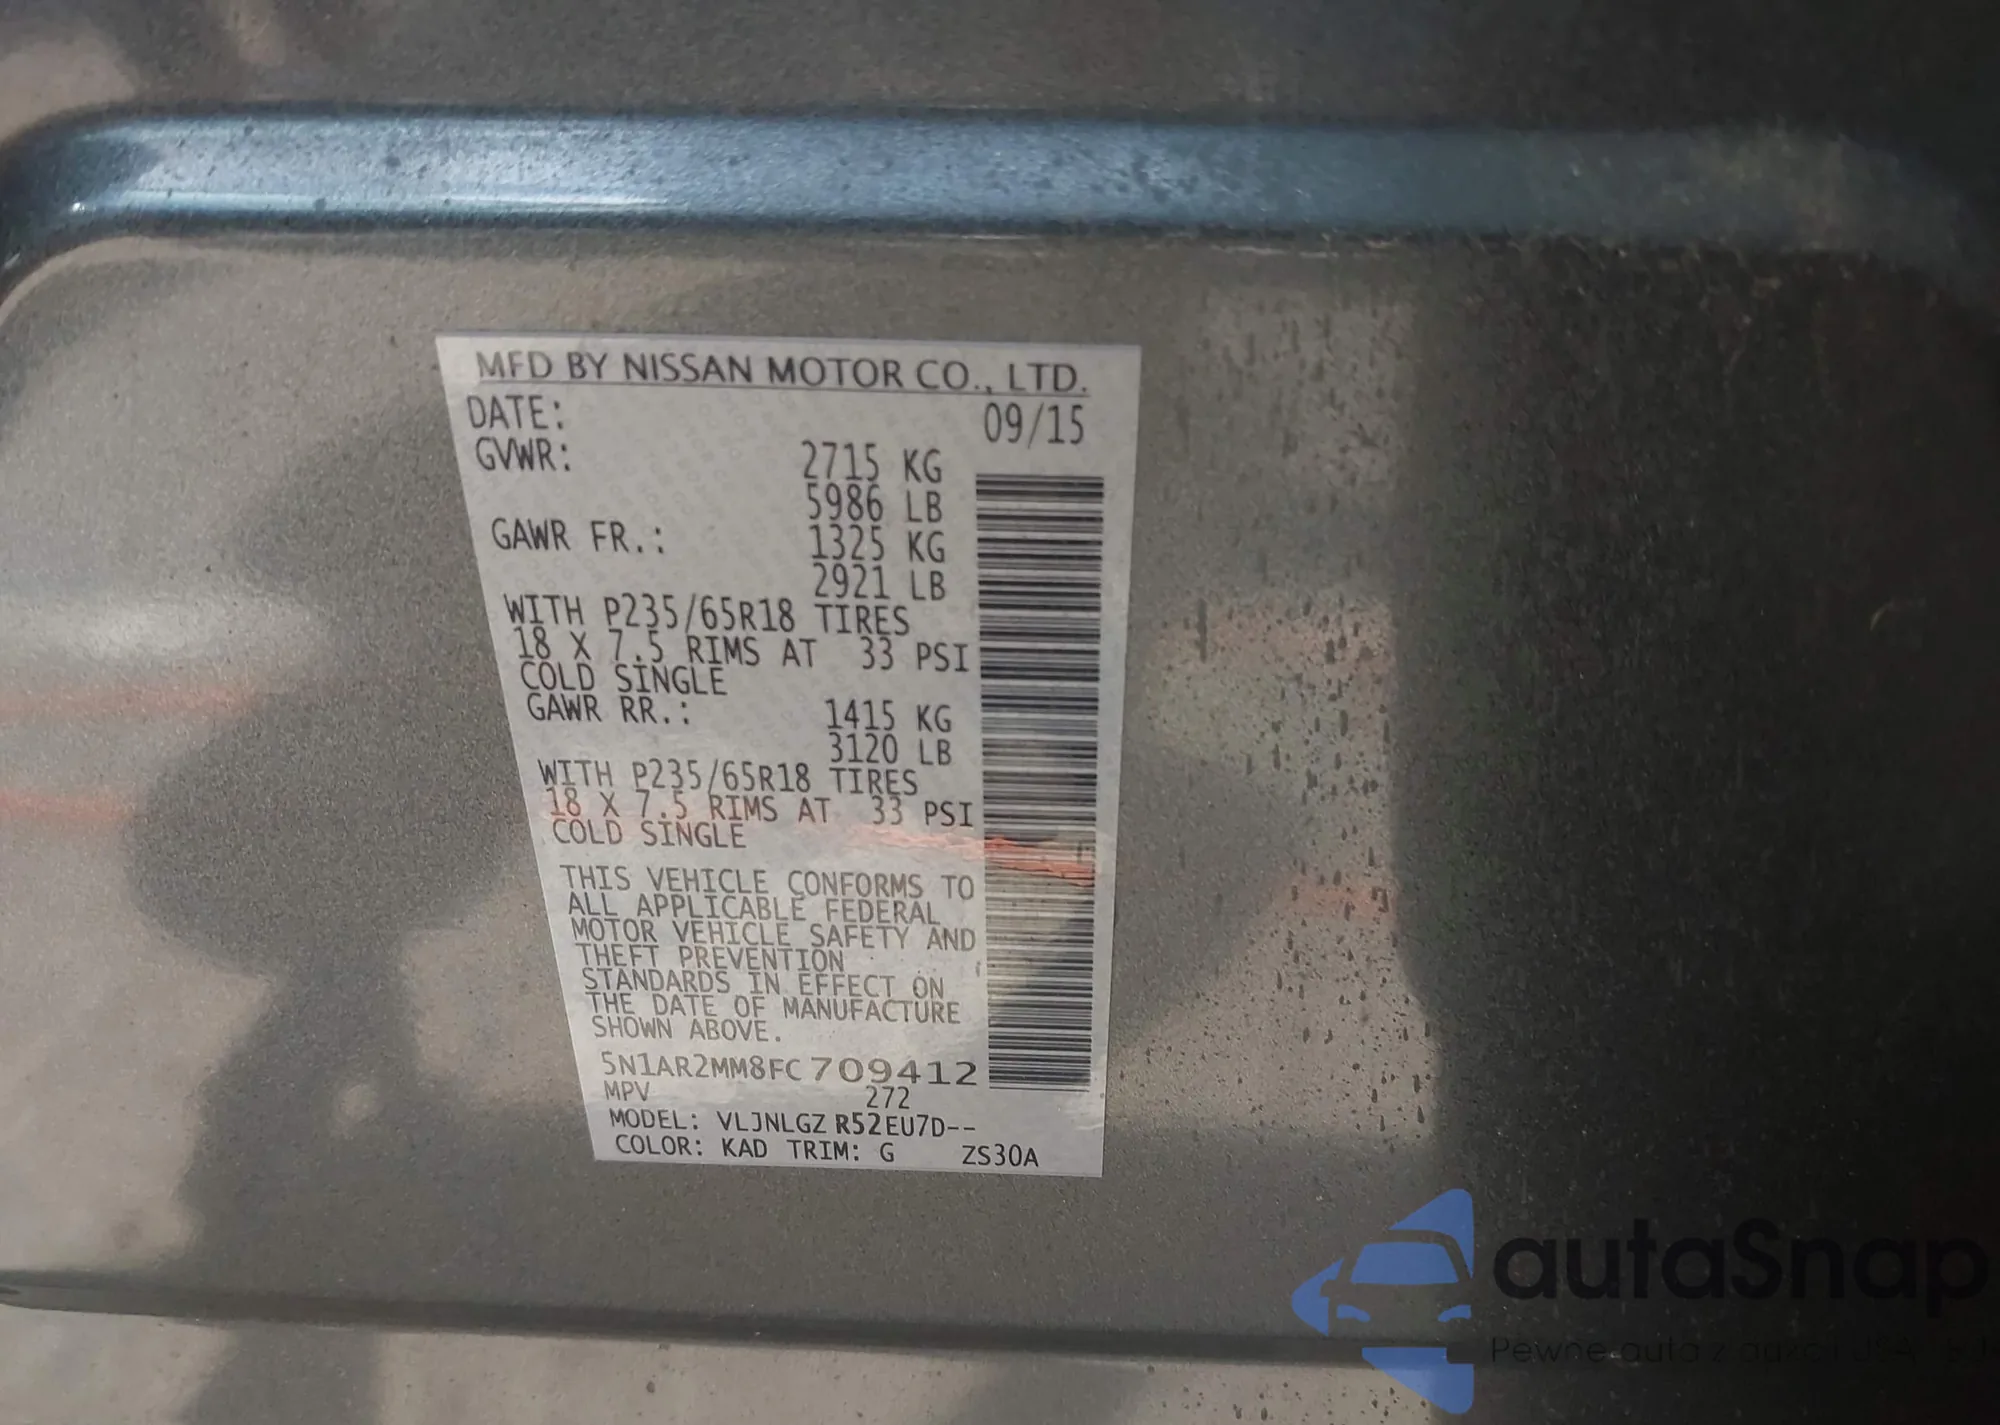 MFD BY NISSAN MOTOR CO., LTD.
DATE: 09/15
GVWR: 2715 KG
5986 LB
GAWR FR.: 1325 KG
2921 LB
WITH P235/65R18 TIRES
18 X 7.5 RIMS AT 33 PSI
COLD SINGLE
GAWR RR.: 1415 KG
3120 LB
WITH P235/65R18 TIRES
18 X 7.5 RIMS AT 33 PSI
COLD SINGLE
THIS VEHICLE CONFORMS TO
ALL APPLICABLE FEDERAL
MOTOR VEHICLE SAFETY AND
THEFT PREVENTION
STANDARDS IN EFFECT ON
THE DATE OF MANUFACTURE
SHOWN ABOVE.
5N1AR2MM8FC709412
MPV 272
MODEL: VLJNLGZ R52EU7D--
COLOR: KAD TRIM: G ZS30A
autaSnap
Pewne auta z aukcji USA